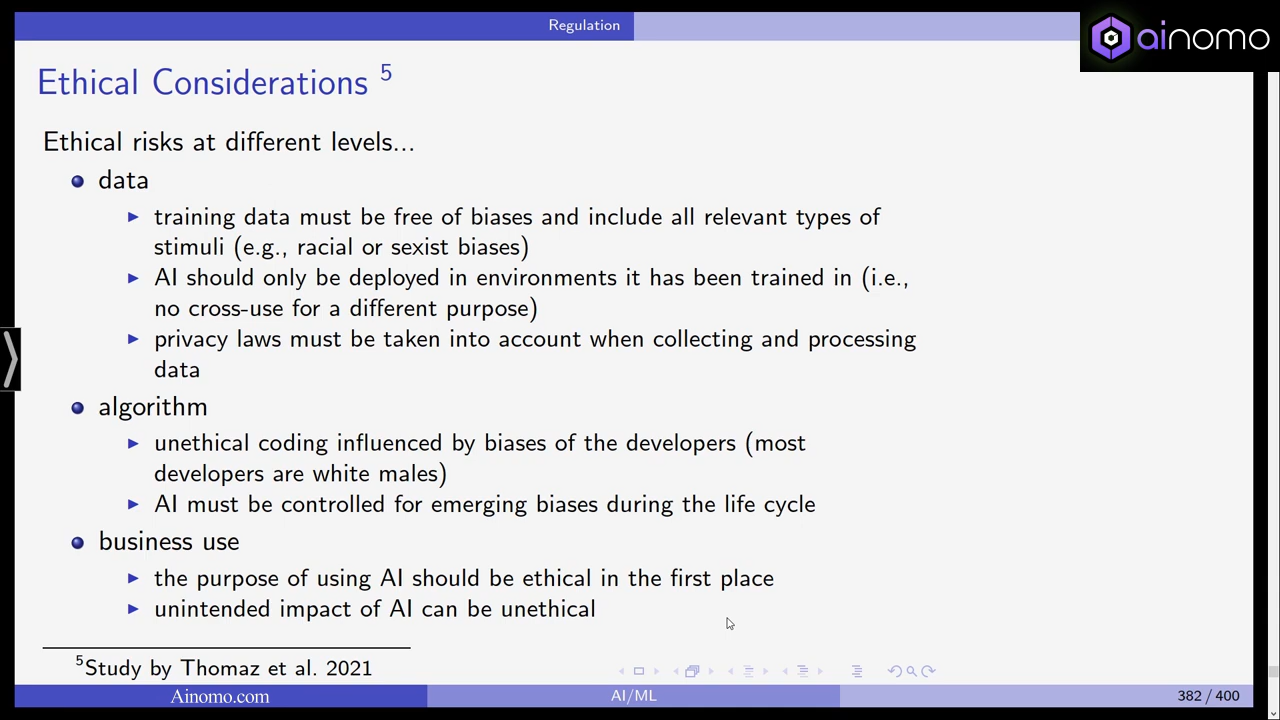 Regulation
ainomo
Ethical Considerations 5
Ethical risks at different levels...
data
training data must be free of biases and include all relevant types of
stimuli (e.g., racial or sexist biases)
AI should only be deployed in environments it has been trained in (i.e.,
no cross-use for a different purpose)
privacy laws must be taken into account when collecting and processing
data
algorithm
unethical coding influenced by biases of the developers (most
developers are white males)
AI must be controlled for emerging biases during the life cycle
business use
the purpose of using AI should be ethical in the first place
unintended impact of AI can be unethical
5Study by Thomaz et al. 2021
Ainomo.com
AI/ML
382 / 400